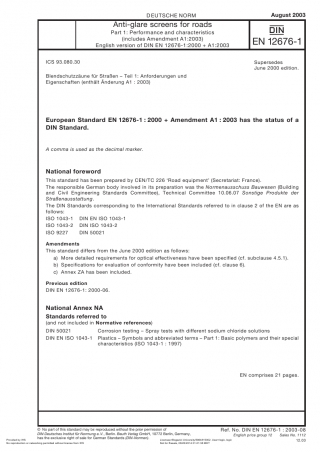 DEUTSCHE NORM
August 2003
Anti-glare screens for roads
Part 1: Performance and characteristics
(includes Amendment A1:2003)
English version of DIN EN 12676-1:2000 + A1:2003
DIN
EN 12676-1
ICS 93.080.30
Supersedes
June 2000 edition.
Blendschutzzäune für Straßen – Teil 1: Anforderungen und
Eigenschaften (enthält Änderung A1 : 2003)
European Standard EN 12676-1 : 2000 + Amendment A1 : 2003 has the status of a
DIN Standard.
A comma is used as the decimal marker.
National foreword
This standard has been prepared by CEN/TC 226 'Road equipment' (Secretariat: France).
The responsible German body involved in its preparation was the Normenausschuss Bauwesen (Building
and Civil Engineering Standards Committee), Technical Committee 10.06.07 Sonstige Produkte der
Straßenausstattung.
The DIN Standards corresponding to the International Standards referred to in clause 2 of the EN are as
follows:
ISO 1043-1 DIN EN ISO 1043-1
ISO 1043-2 DIN ISO 1043-2
ISO 9227 DIN 50021
Amendments
This standard differs from the June 2000 edition as follows:
a) More detailed requirements for optical effectiveness have been specified (cf. subclause 4.5.1).
b) Specifications for evaluation of conformity have been included (cf. clause 6).
c) Annex ZA has been included.
Previous edition
DIN EN 12676-1: 2000-06.
National Annex NA
Standards referred to
(and not included in Normative references)
DIN 50021 Corrosion testing – Spray tests with different sodium chloride solutions
DIN EN ISO 1043-1 Plastics – Symbols and abbreviated terms – Part 1: Basic polymers and their special
characteristics (ISO 1043-1 : 1997)
EN comprises 21 pages.
© No part of this standard may be reproduced without the prior permission of
DIN Deutsches Institut für Normung e.V., Berlin. Beuth Verlag GmbH, 10772 Berlin, Germany,
has the exclusive right of sale for German Standards (DIN-Normen).
Ref. No. DIN EN 12676-1 : 2003-08
English price group 12 Sales No. 1112
12.03